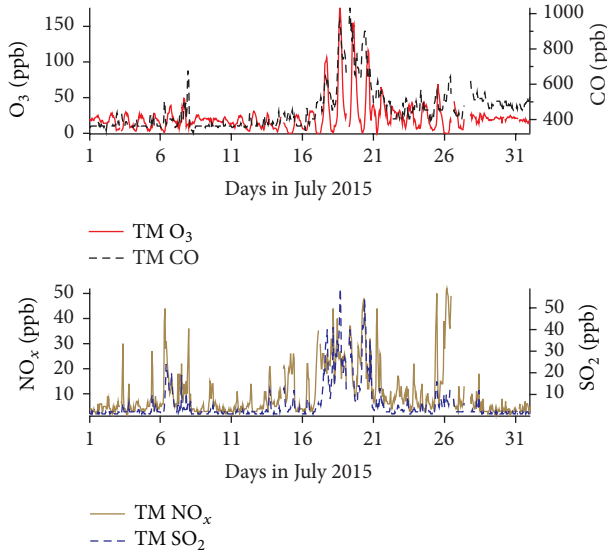 150
100
50
0
O₃ (ppb)
1000
800
600
400
CO (ppb)
1 6 11 16 21 26 31
Days in July 2015
TM O₃
TM CO
50
40
30
20
10
NOₓ (ppb)
50
40
30
20
10
SO₂ (ppb)
1 6 11 16 21 26 31
Days in July 2015
TM NOₓ
TM SO₂